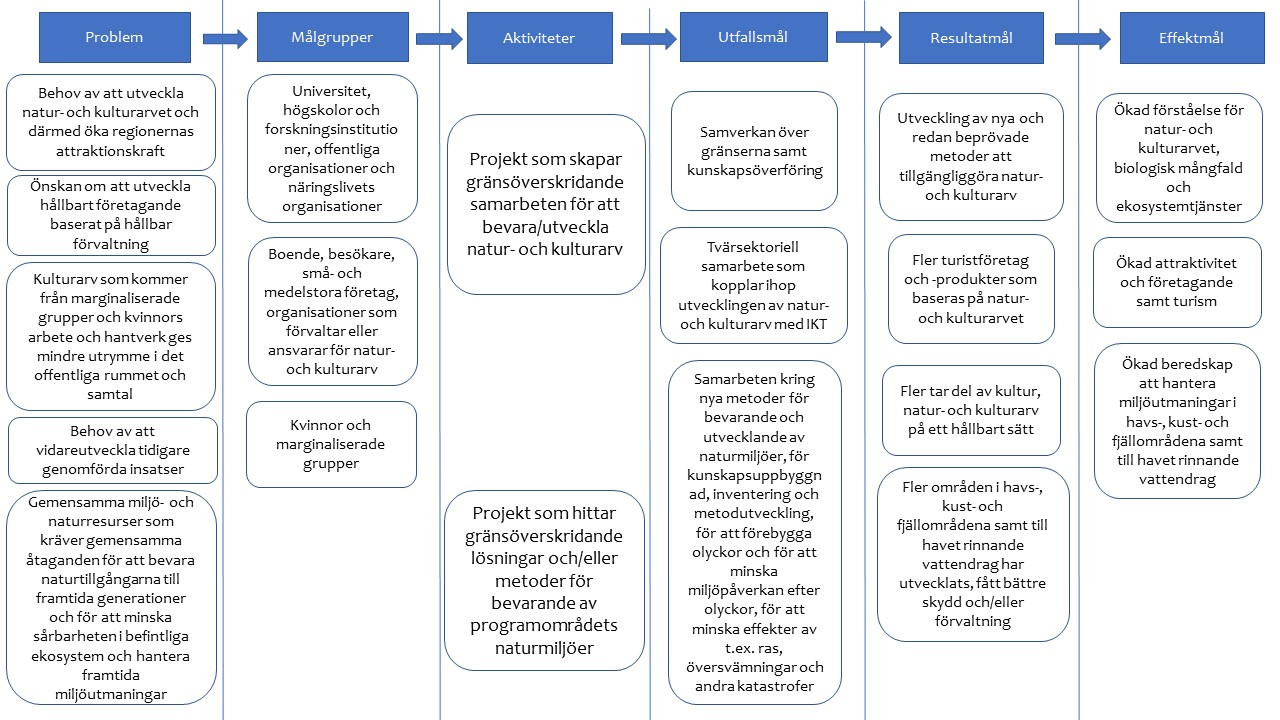 Problem
Målgrupper
Aktiviteter
Utfallsmål
Resultatmål
Effektmål
Behov av att utveckla
natur- och kulturarvet och
därmed öka regionernas
attraktionskraft
Önskan om att utveckla
hållbart företagande
baserat på hållbar
förvaltning
Kulturarv som kommer
från marginaliserade
grupper och kvinnors
arbete och hantverk ges
mindre utrymme i det
offentliga rummet och
samtal
Behov av att
vidareutveckla tidigare
genomförda insatser
Gemensamma miljö- och
naturresurser som
kräver gemensamma
åtaganden för att bevara
naturtillgångarna till
framtida generationer
och för att minska
sårbarheten i befintliga
ekosystem och hantera
framtida
miljöutmaningar
Universitet,
högskolor och
forskningsinstitutio
ner, offentliga
organisationer och
näringslivets
organisationer
Boende, besökare,
små- och
medelstora företag,
organisationer som
förvaltar eller
ansvarar för natur-
och kulturarv
Kvinnor och
marginaliserade
grupper
Projekt som skapar
gränsöverskridande
samarbeten för att
bevara/utveckla
natur- och kulturarv
Projekt som hittar
gränsöverskridande
lösningar och/eller
metoder för
bevarande av
programområdets
naturmiljöer
Samverkan över
gränserna samt
kunskapsöverföring
Tvärsektoriell
samarbete som
kopplar ihop
utvecklingen av natur-
och kulturarv med IKT
Samarbeten kring
nya metoder för
bevarande och
utvecklande av
naturmiljöer, för
kunskapsuppbyggn
ad, inventering och
metodutveckling,
för att förebygga
olyckor och för att
minska
miljöpåverkan efter
olyckor, för att
minska effekter av
t.ex. ras,
översvämningar och
andra katastrofer
Utveckling av nya och
redan beprövade
metoder att
tillgängliggöra natur-
och kulturarv
Fler turistföretag
och -produkter som
baseras på natur-
och kulturarvet
Fler tar del av kultur,
natur- och kulturarv
på ett hållbart sätt
Fler områden i havs-,
kust- och
fjällområdena samt till
havet rinnande
vattendrag har
utvecklats, fått bättre
skydd och/eller
förvaltning
Ökad förståelse för
natur- och
kulturarvet,
biologisk mångfald
och
ekosystemtjänster
Ökad attraktivitet
och företagande
samt turism
Ökad beredskap
att hantera
miljöutmaningar i
havs-, kust- och
fjällområdena samt
till havet rinnande
vattendrag